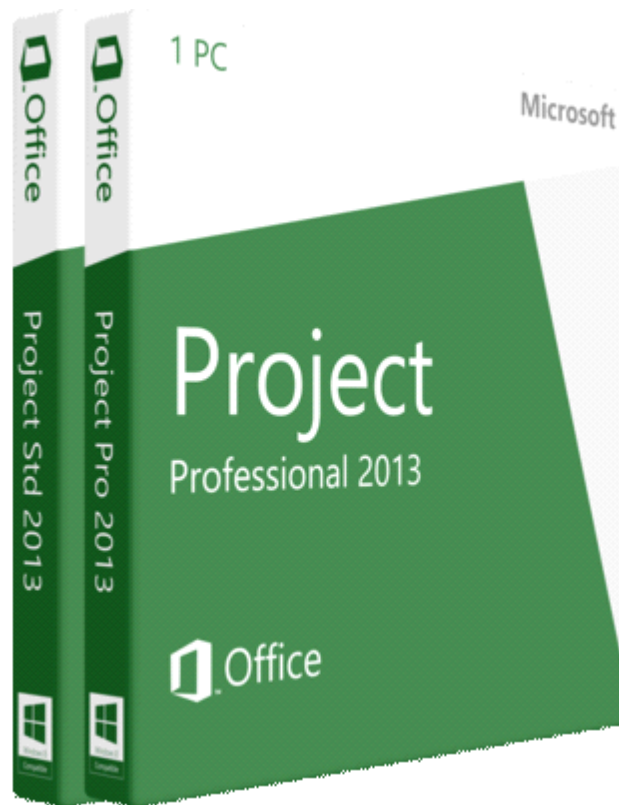 Office
Project Std 2013
Office
Project Pro 2013
1 PC
Microsoft
Project
Professional 2013
Office